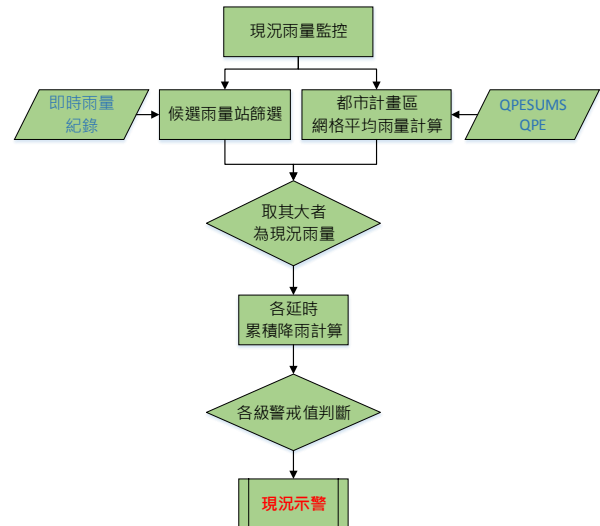 現況雨量監控
即時雨量
紀錄
候選雨量站篩選
都市計畫區
網格平均雨量計算
QPESUMS
QPE
取其大者
為現況雨量
各延時
累積降雨計算
各級警戒值判斷
現況示警